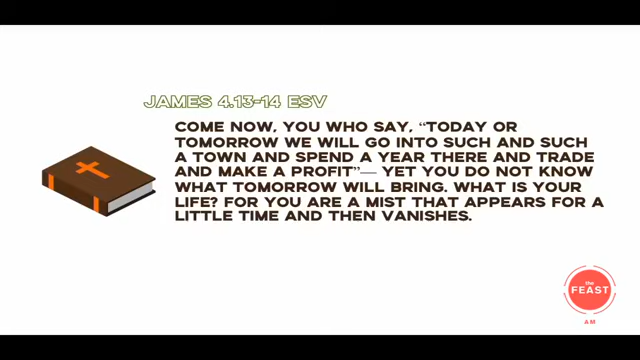 JAMES 4.13-14 ESV
COME NOW, YOU WHO SAY, “TODAY OR
TOMORROW WE WILL GO INTO SUCH AND SUCH
A TOWN AND SPEND A YEAR THERE AND TRADE
AND MAKE A PROFIT”— YET YOU DO NOT KNOW
WHAT TOMORROW WILL BRING. WHAT IS YOUR
LIFE? FOR YOU ARE A MIST THAT APPEARS FOR A
LITTLE TIME AND THEN VANISHES.
the
FEAST
AM